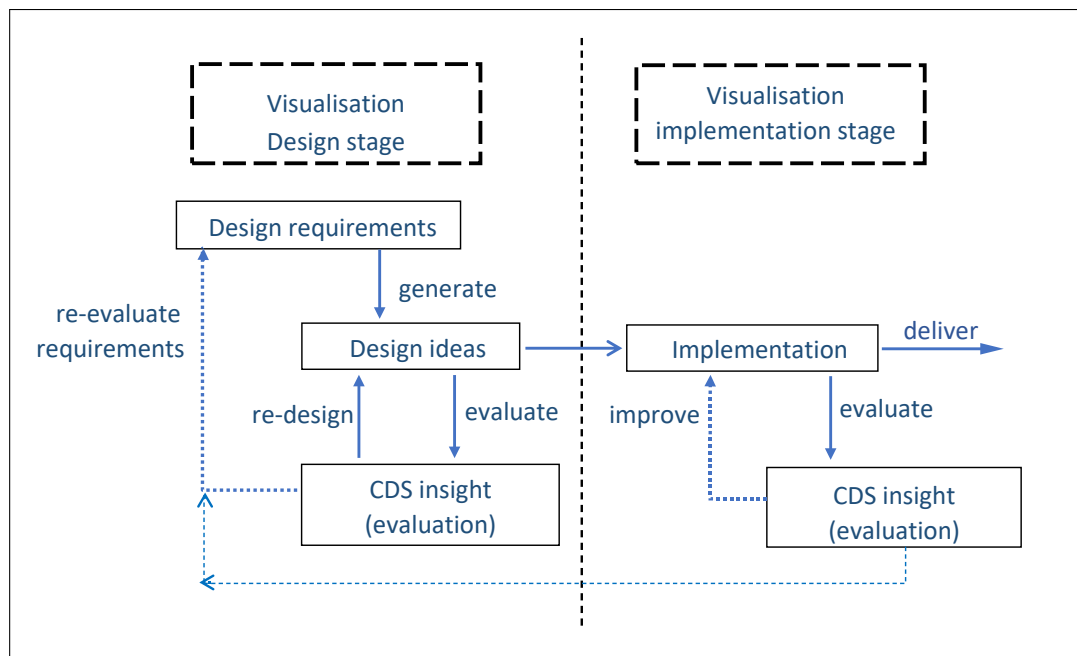 Visualisation
Design stage
Visualisation
implementation stage
Design requirements
generate
re-evaluate
requirements
Design ideas
Implementation
deliver
re-design
evaluate
improve
evaluate
CDS insight
(evaluation)
CDS insight
(evaluation)